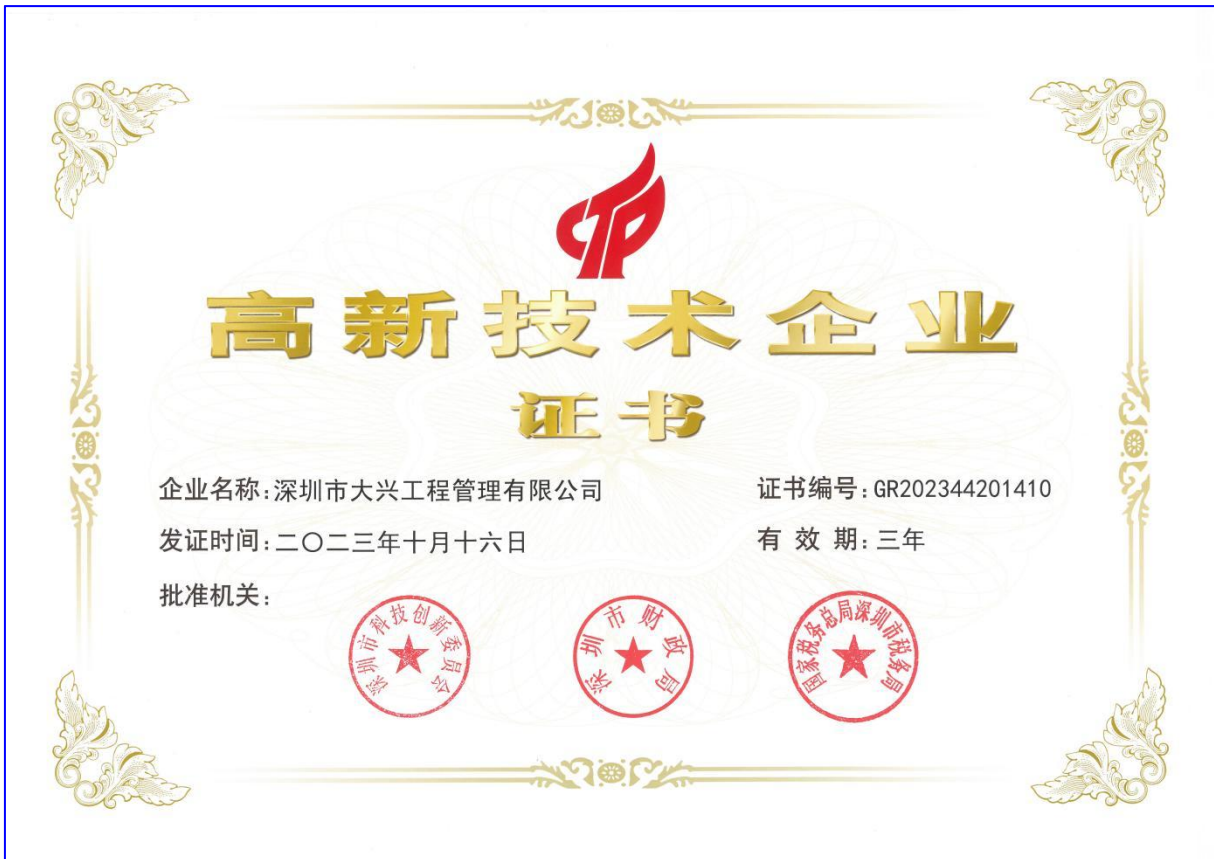 CTP
高新技术企业
证书
企业名称:深圳市大兴工程管理有限公司
证书编号:GR202344201410
发证时间:二〇二三年十月十六日
有 效 期:三年
批准机关:
深圳市科技创新委员会
深圳市财政局
国家税务总局深圳市税务局